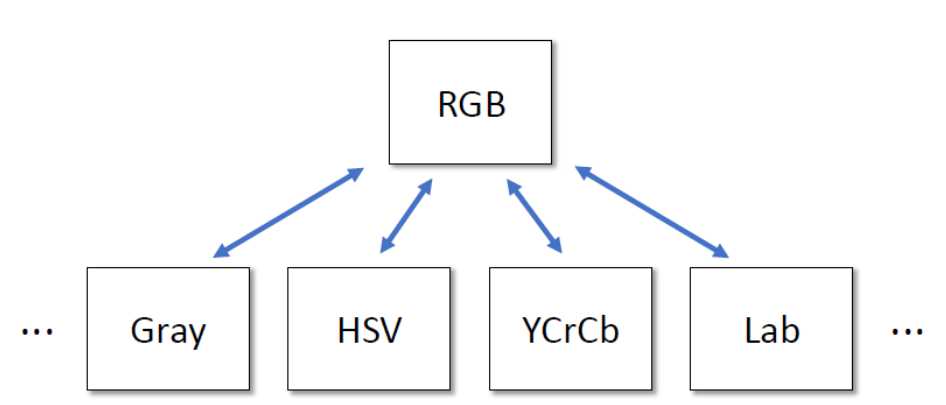 RGB
... Gray HSV YCrCb Lab ...